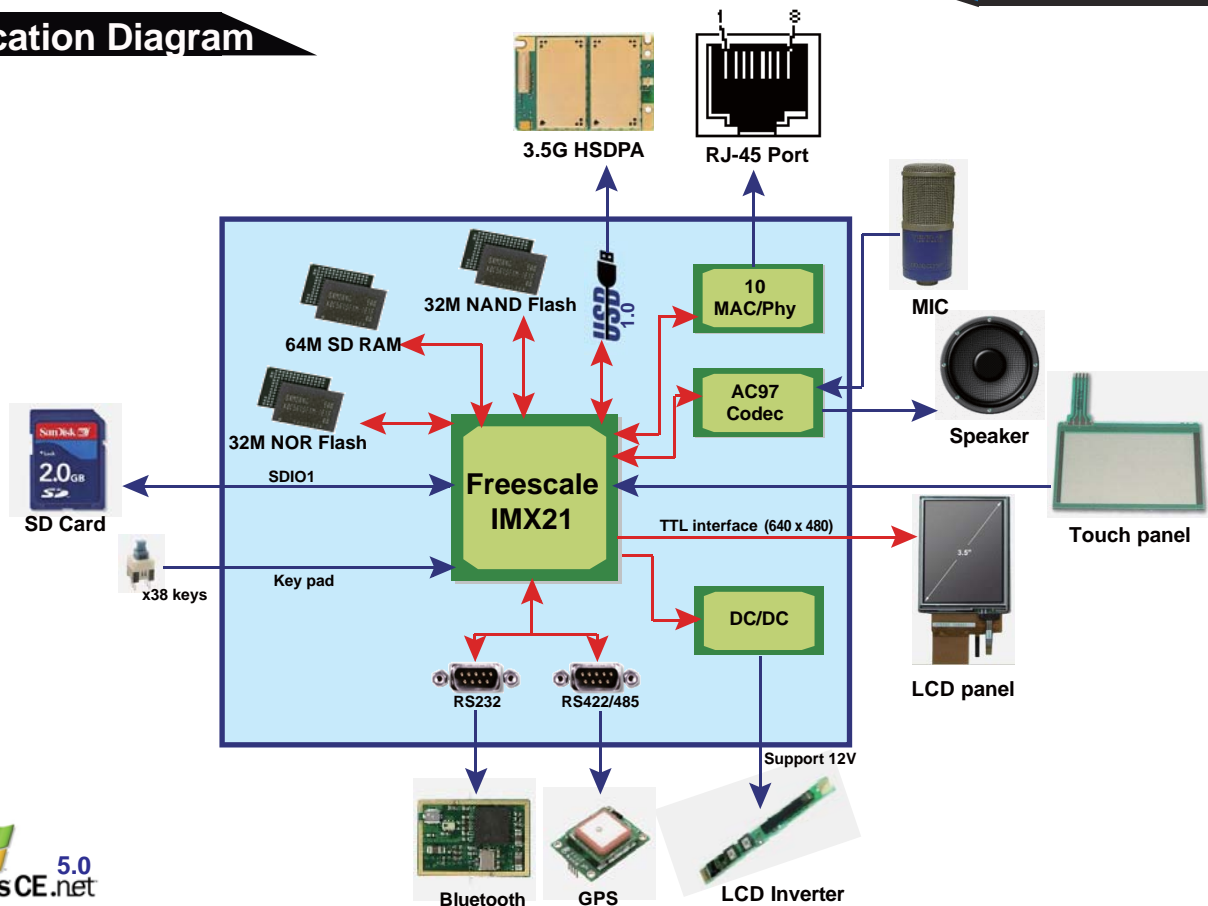 cation Diagram
1 8
3.5G HSDPA
RJ-45 Port
MIC
32M NAND Flash
USB
1.0
10
MAC/Phy
64M SD RAM
AC97
Codec
Speaker
32M NOR Flash
SanDisk
2.0GB
SD
SD Card
SDIO1
Freescale
IMX21
TTL interface (640 x 480)
Touch panel
3.5"
x38 keys
Key pad
DC/DC
LCD panel
RS232
RS422/485
Support 12V
Bluetooth
GPS
LCD Inverter
5.0
sCE.net